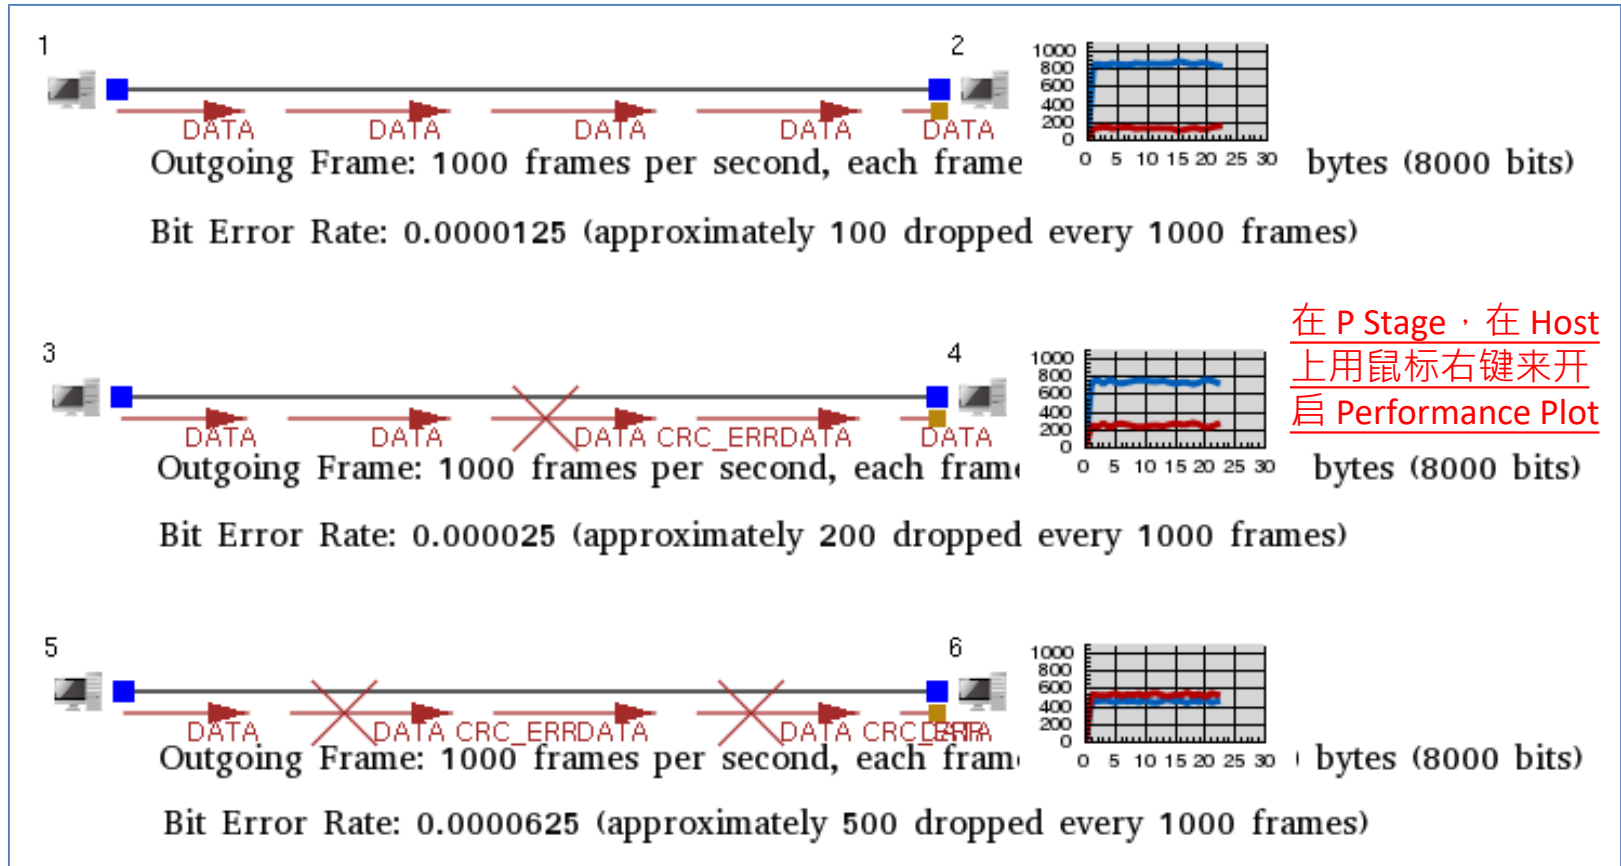 1
2
DATA
DATA
DATA
DATA
DATA
1000
800
600
400
200
0
0 5 10 15 20 25 30
Outgoing Frame: 1000 frames per second, each frame
bytes (8000 bits)
Bit Error Rate: 0.0000125 (approximately 100 dropped every 1000 frames)
在 P Stage，在 Host
上用鼠标右键来开
启 Performance Plot
3
4
DATA
DATA
DATA
CRC_ERRDATA
DATA
1000
800
600
400
200
0
0 5 10 15 20 25 30
Outgoing Frame: 1000 frames per second, each frame
bytes (8000 bits)
Bit Error Rate: 0.000025 (approximately 200 dropped every 1000 frames)
5
6
DATA
DATA
CRC_ERRDATA
DATA
CRC_ERR
DATA
1000
800
600
400
200
0
0 5 10 15 20 25 30
Outgoing Frame: 1000 frames per second, each frame
) bytes (8000 bits)
Bit Error Rate: 0.0000625 (approximately 500 dropped every 1000 frames)